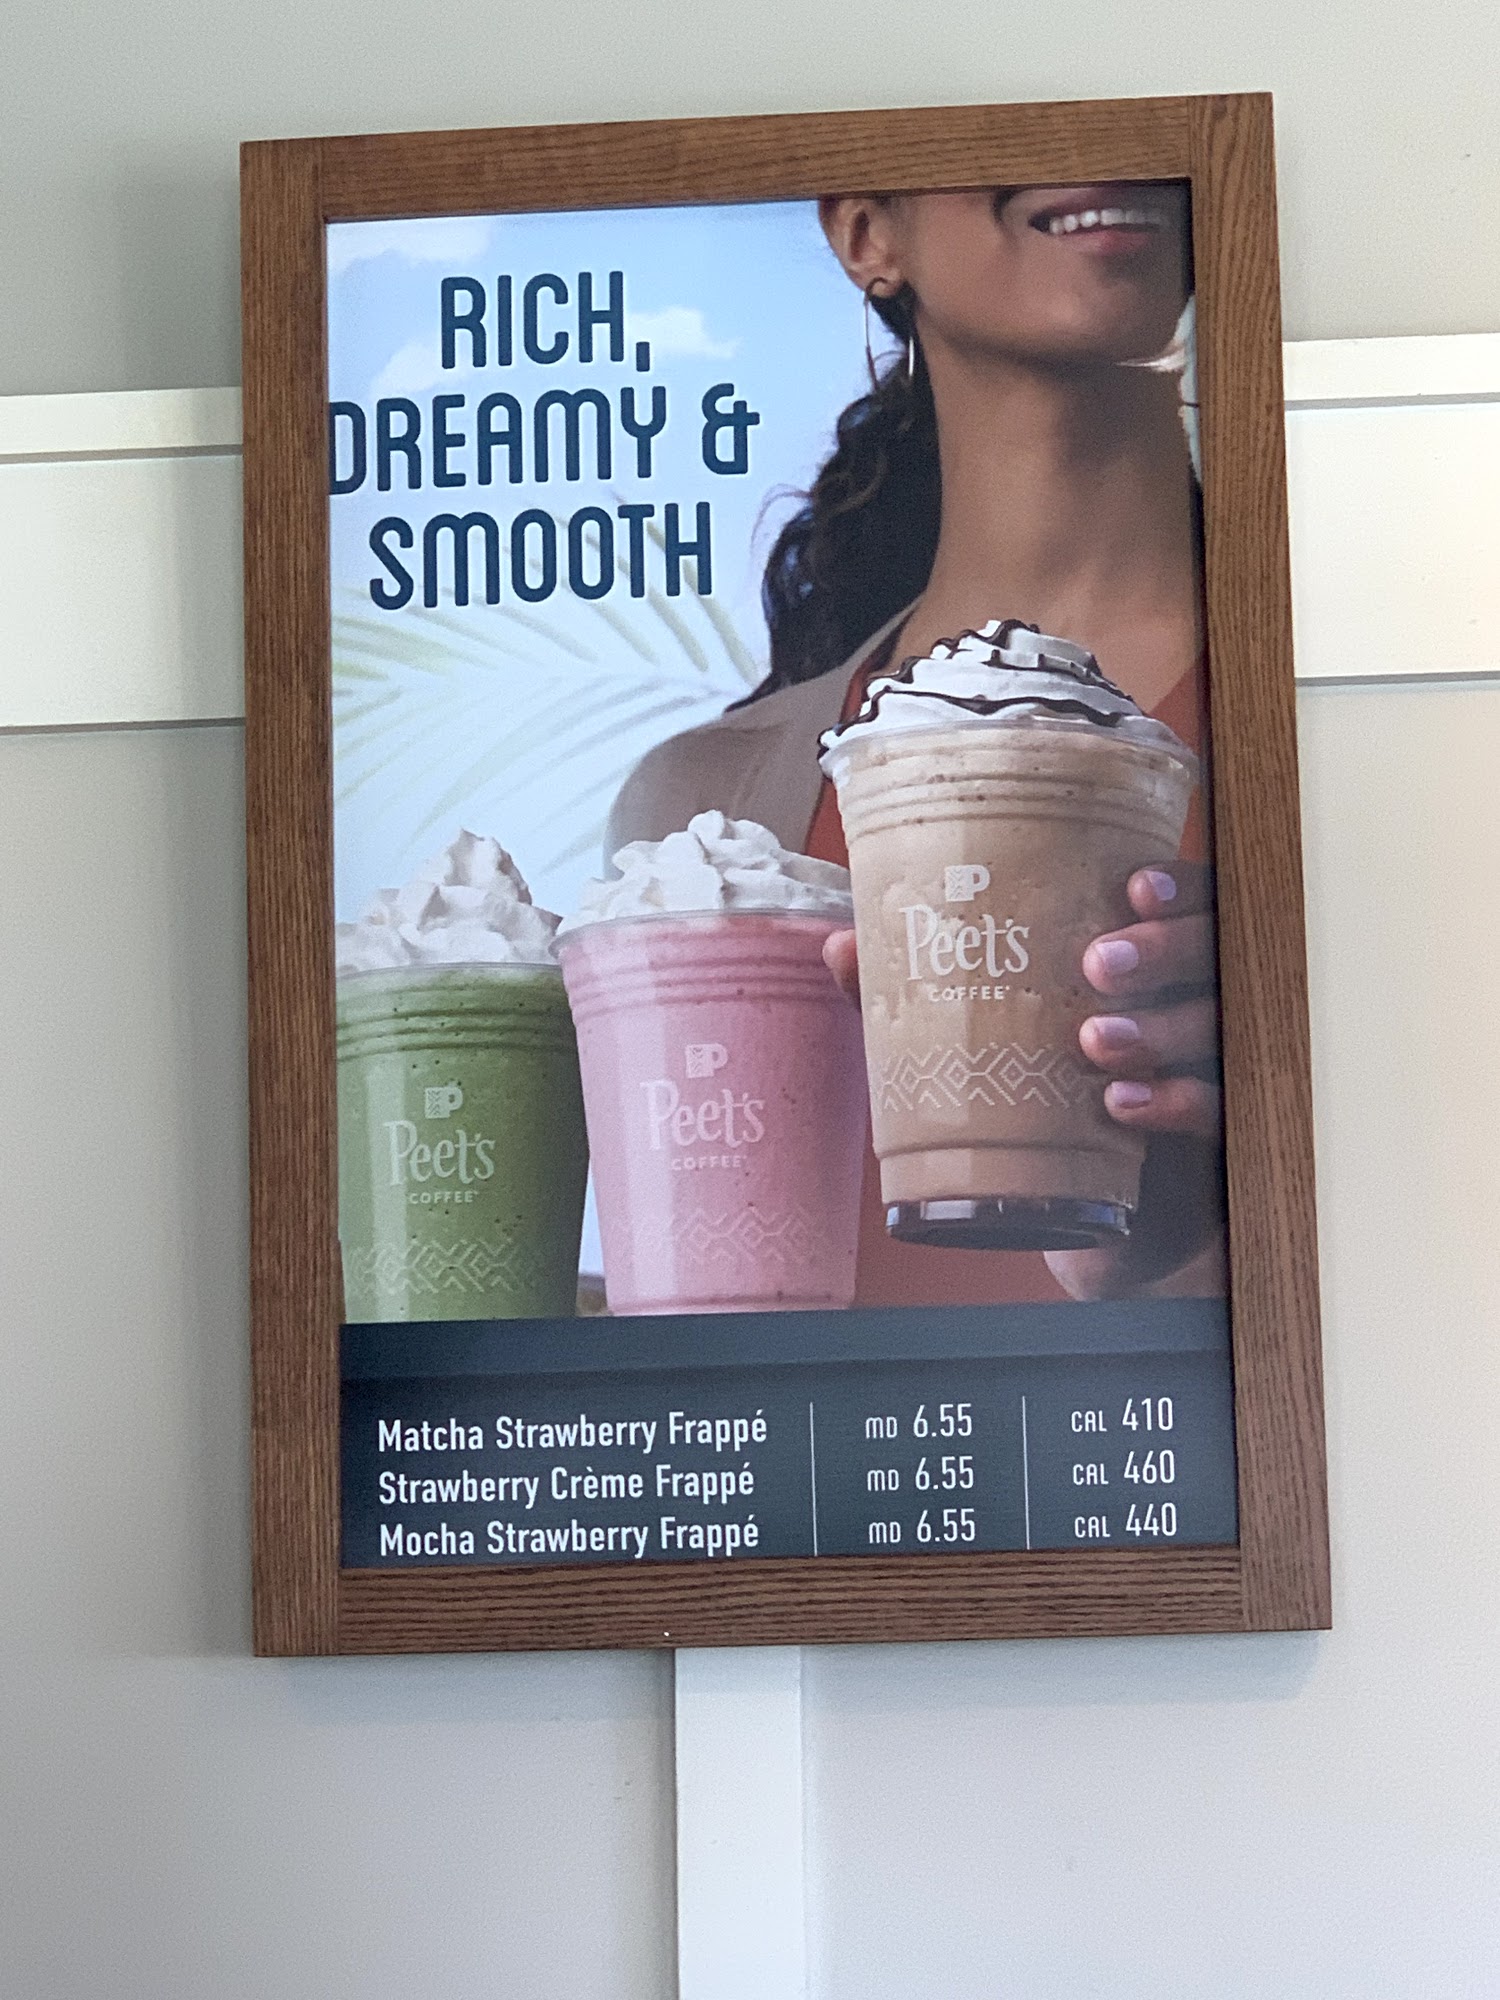 RICH,
DREAMY &
SMOOTH
P
Peet's
COFFEE
P
Peet's
COFFEE
P
Peet's
COFFEE
Matcha Strawberry Frappé MD 6.55 CAL 410
Strawberry Crème Frappé MD 6.55 CAL 460
Mocha Strawberry Frappé MD 6.55 CAL 440